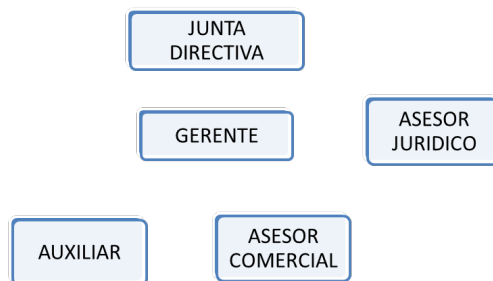 JUNTA
DIRECTIVA
GERENTE
ASESOR
JURIDICO
AUXILIAR
ASESOR
COMERCIAL